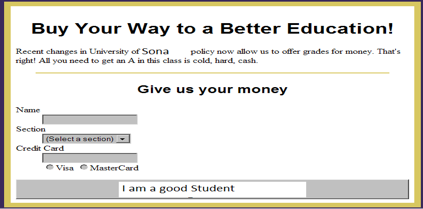 Buy Your Way to a Better Education!
Recent changes in University of Sona policy now allow us to offer grades for money. That's
right! All you need to get an A in this class is cold, hard, cash.
Give us your money
Name
Section
(Select a section)
Credit Card
Visa MasterCard
I am a good Student